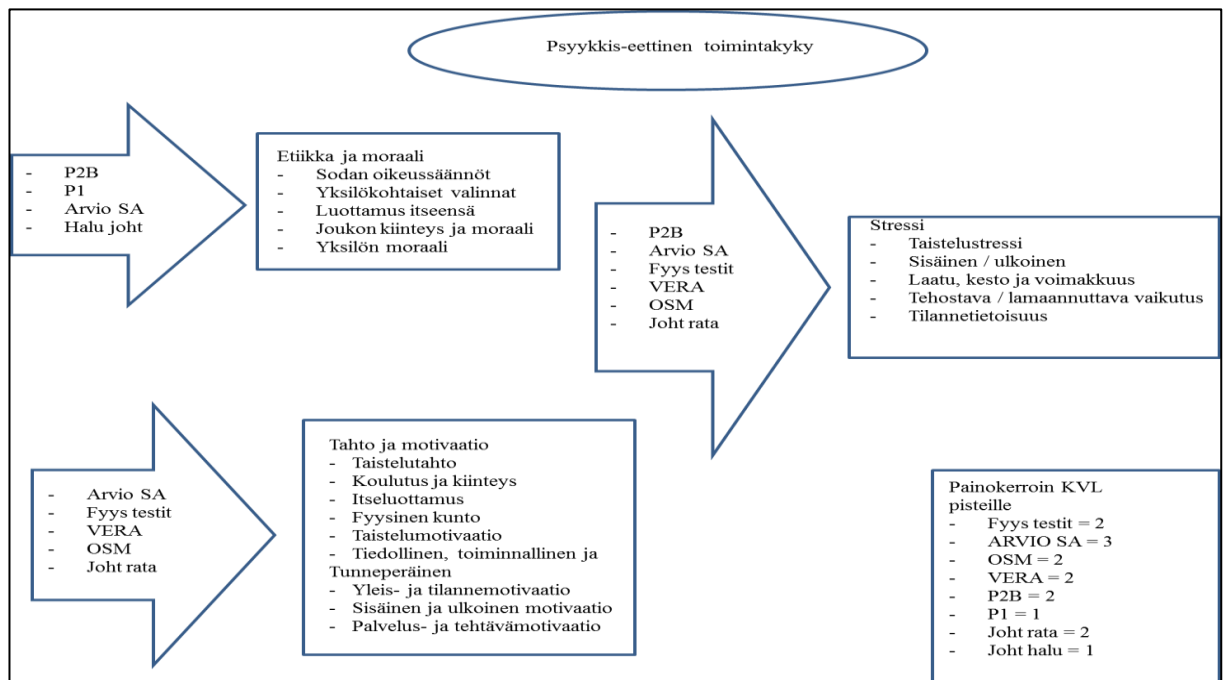 Psyykkis-eettinen toimintakyky
- P2B
- P1
- Arvio SA
- Halu joht
Etiikka ja moraali
- Sodan oikeussäännöt
- Yksilökohtaiset valinnat
- Luottamus itseensä
- Joukon kiinteys ja moraali
- Yksilön moraali
- P2B
- Arvio SA
- Fyys testit
- VERA
- OSM
- Joht rata
Stressi
- Taistelustressi
- Sisäinen / ulkoinen
- Laatu, kesto ja voimakkuus
- Tehostava / lamaannuttava vaikutus
- Tilannetietoisuus
- Arvio SA
- Fyys testit
- VERA
- OSM
- Joht rata
Tahto ja motivaatio
- Taistelutahto
- Koulutus ja kiinteys
- Itseluottamus
- Fyysinen kunto
- Taistelumotivaatio
- Tiedollinen, toiminnallinen ja
Tunneperäinen
- Yleis- ja tilannemotivaatio
- Sisäinen ja ulkoinen motivaatio
- Palvelus- ja tehtävämotivaatio
Painokerroin KVL
pisteille
- Fyys testit = 2
- ARVIO SA = 3
- OSM = 2
- VERA = 2
- P2B = 2
- P1 = 1
- Joht rata = 2
- Joht halu = 1